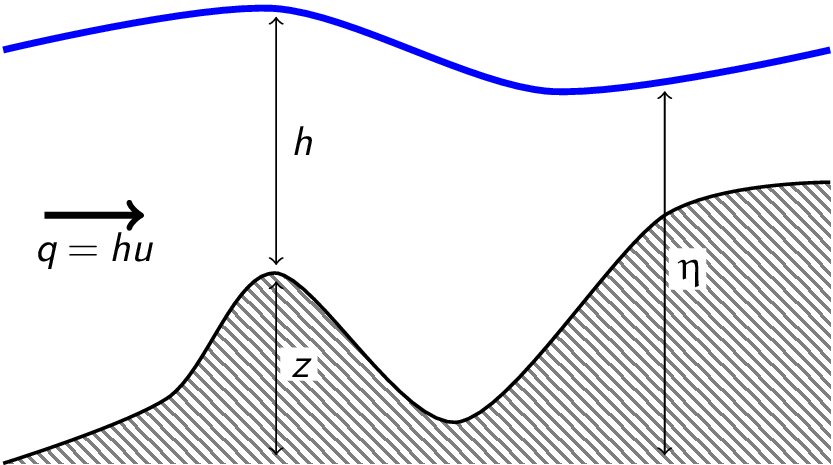 h
q = hu
η
z